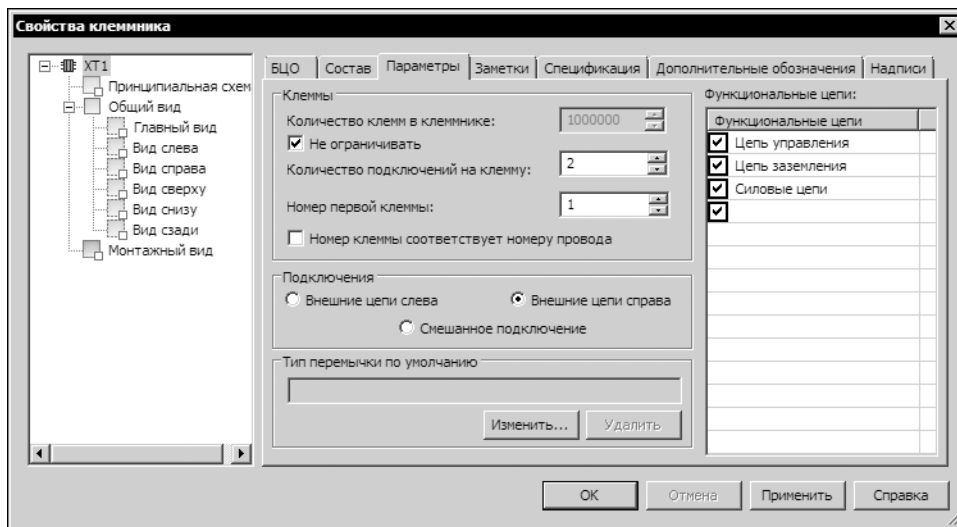 Свойства клеммника
XT1
Принципиальная схем
Общий вид
Главный вид
Вид слева
Вид справа
Вид сверху
Вид снизу
Вид сзади
Монтажный вид
БЦО
Состав
Параметры
Заметки
Спецификация
Дополнительные обозначения
Надписи
Клеммы
Количество клемм в клеммнике:
1000000
Не ограничивать
Количество подключений на клемму:
2
Номер первой клеммы:
1
Номер клеммы соответствует номеру провода
Подключения
Внешние цепи слева
Внешние цепи справа
Смешанное подключение
Тип перемычки по умолчанию
Изменить...
Удалить
Функциональные цепи:
Функциональные цепи
Цепь управления
Цепь заземления
Силовые цепи
OK
Отмена
Применить
Справка